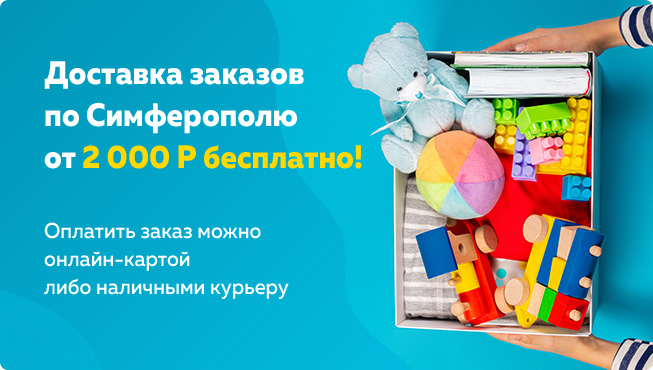 Доставка заказов
по Симферополю
от 2 000 Р бесплатно!
Оплатить заказ можно
онлайн-картой
либо наличными курьеру